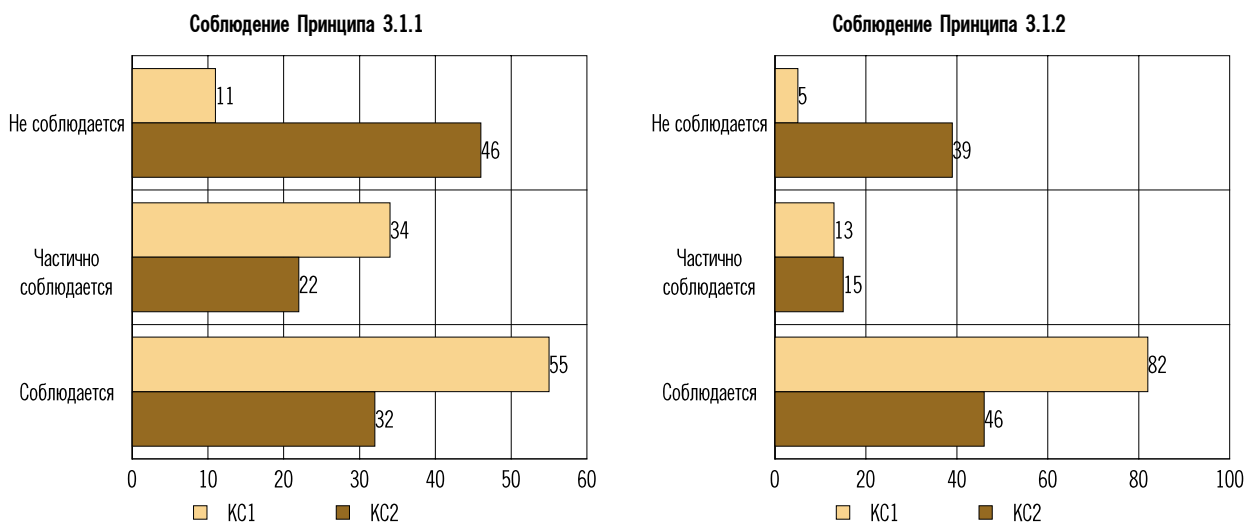 Соблюдение Принципа 3.1.1
Не соблюдается
11
46
Частично
соблюдается
34
22
Соблюдается
55
32
0 10 20 30 40 50 60
КС1 КС2
Соблюдение Принципа 3.1.2
Не соблюдается
5
39
Частично
соблюдается
13
15
Соблюдается
82
46
0 20 40 60 80 100
КС1 КС2